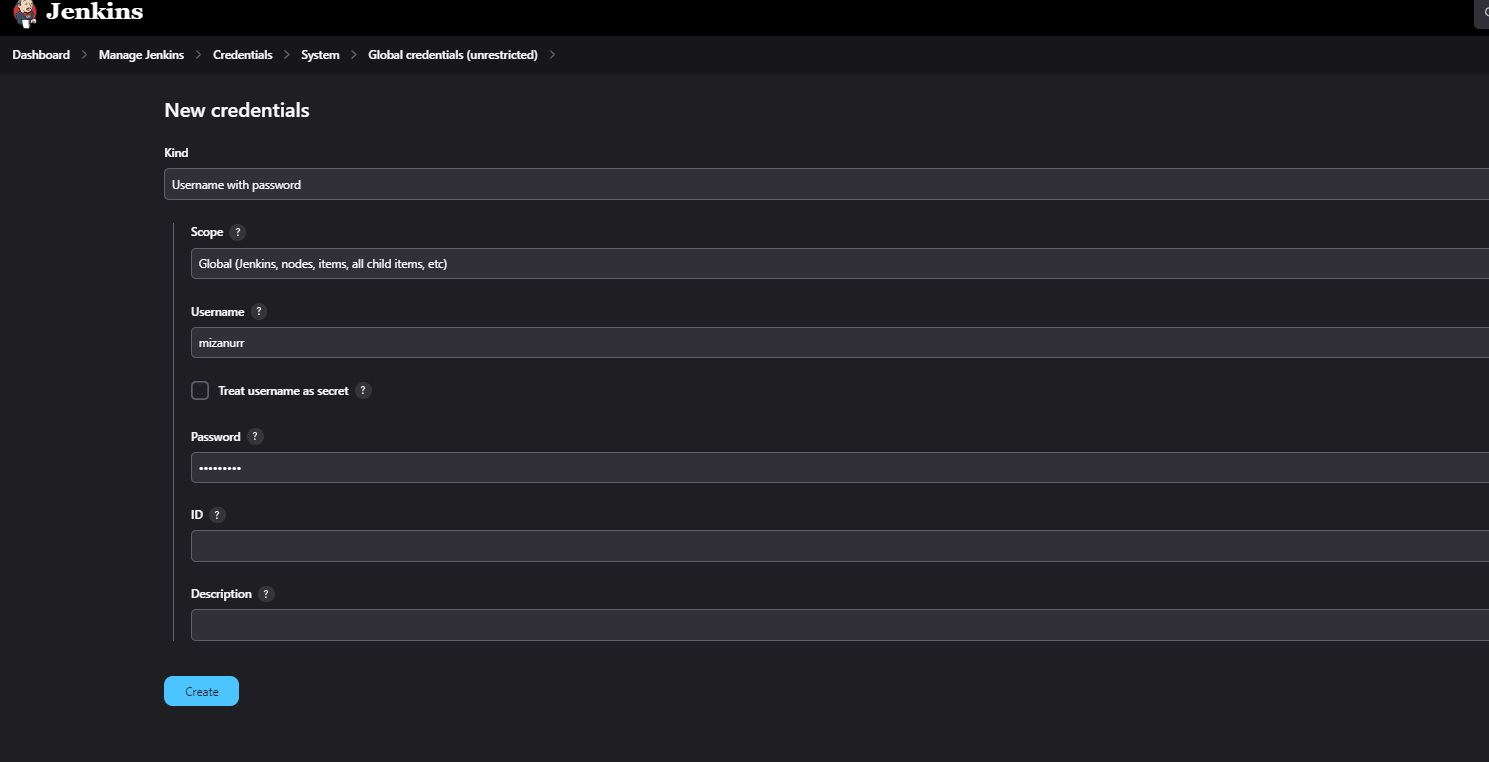 Jenkins
Dashboard > Manage Jenkins > Credentials > System > Global credentials (unrestricted) >
New credentials
Kind
Username with password
Scope ?
Global (Jenkins, nodes, items, all child items, etc)
Username ?
mizanurr
Treat username as secret ?
Password ?
•••••••••
ID ?
Description ?
Create